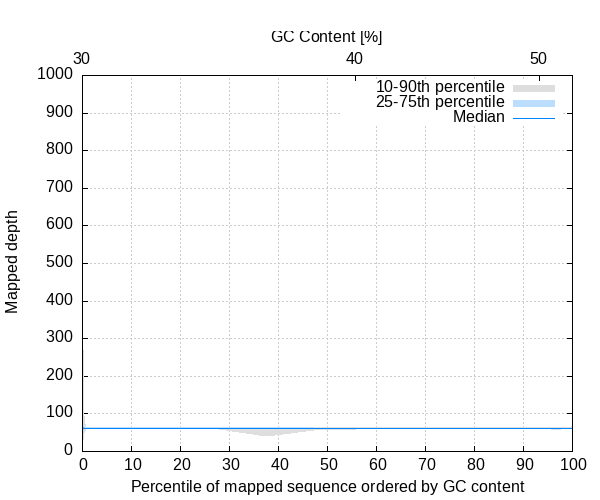 GC Content [%]
30 40 50
1000
900
800
700
600
500
400
300
200
100
0
10-90th percentile
25-75th percentile
Median
Mapped depth
0 10 20 30 40 50 60 70 80 90 100
Percentile of mapped sequence ordered by GC content